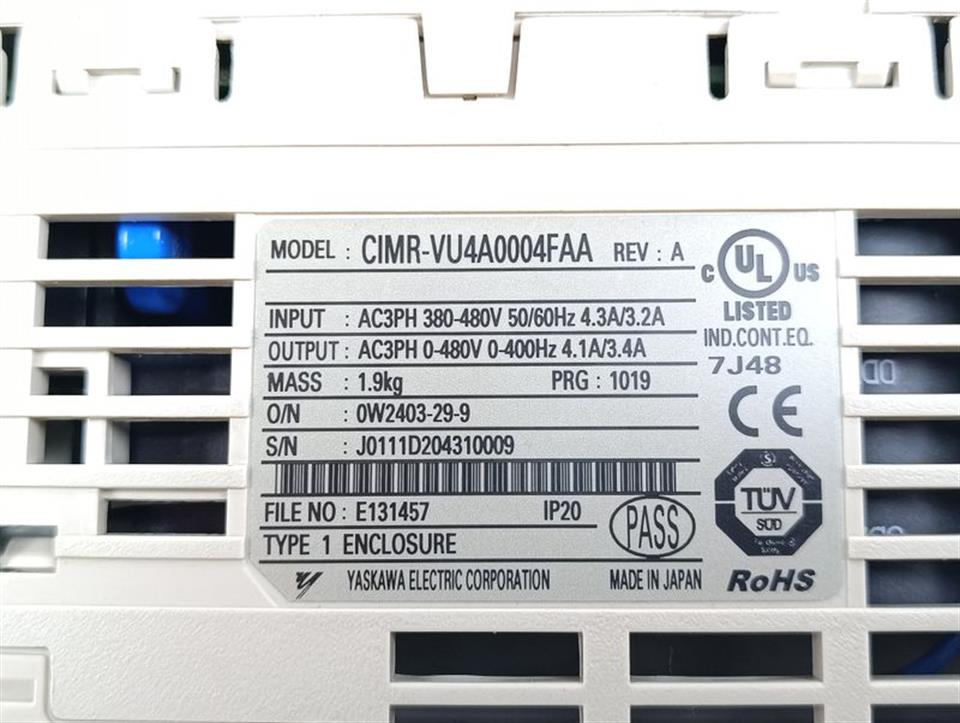 MODEL : CIMR-VU4A0004FAA REV : A
INPUT : AC3PH 380-480V 50/60Hz 4.3A/3.2A
OUTPUT : AC3PH 0-480V 0-400Hz 4.1A/3.4A
MASS : 1.9kg PRG : 1019
O/N : 0W2403-29-9
S/N : J0111D204310009
FILE NO : E131457 IP20
TYPE 1 ENCLOSURE
YASKAWA ELECTRIC CORPORATION MADE IN JAPAN
PASS
C UL US
LISTED
IND.CONT.EQ.
7J48
CE
TÜV
SÜD
RoHS